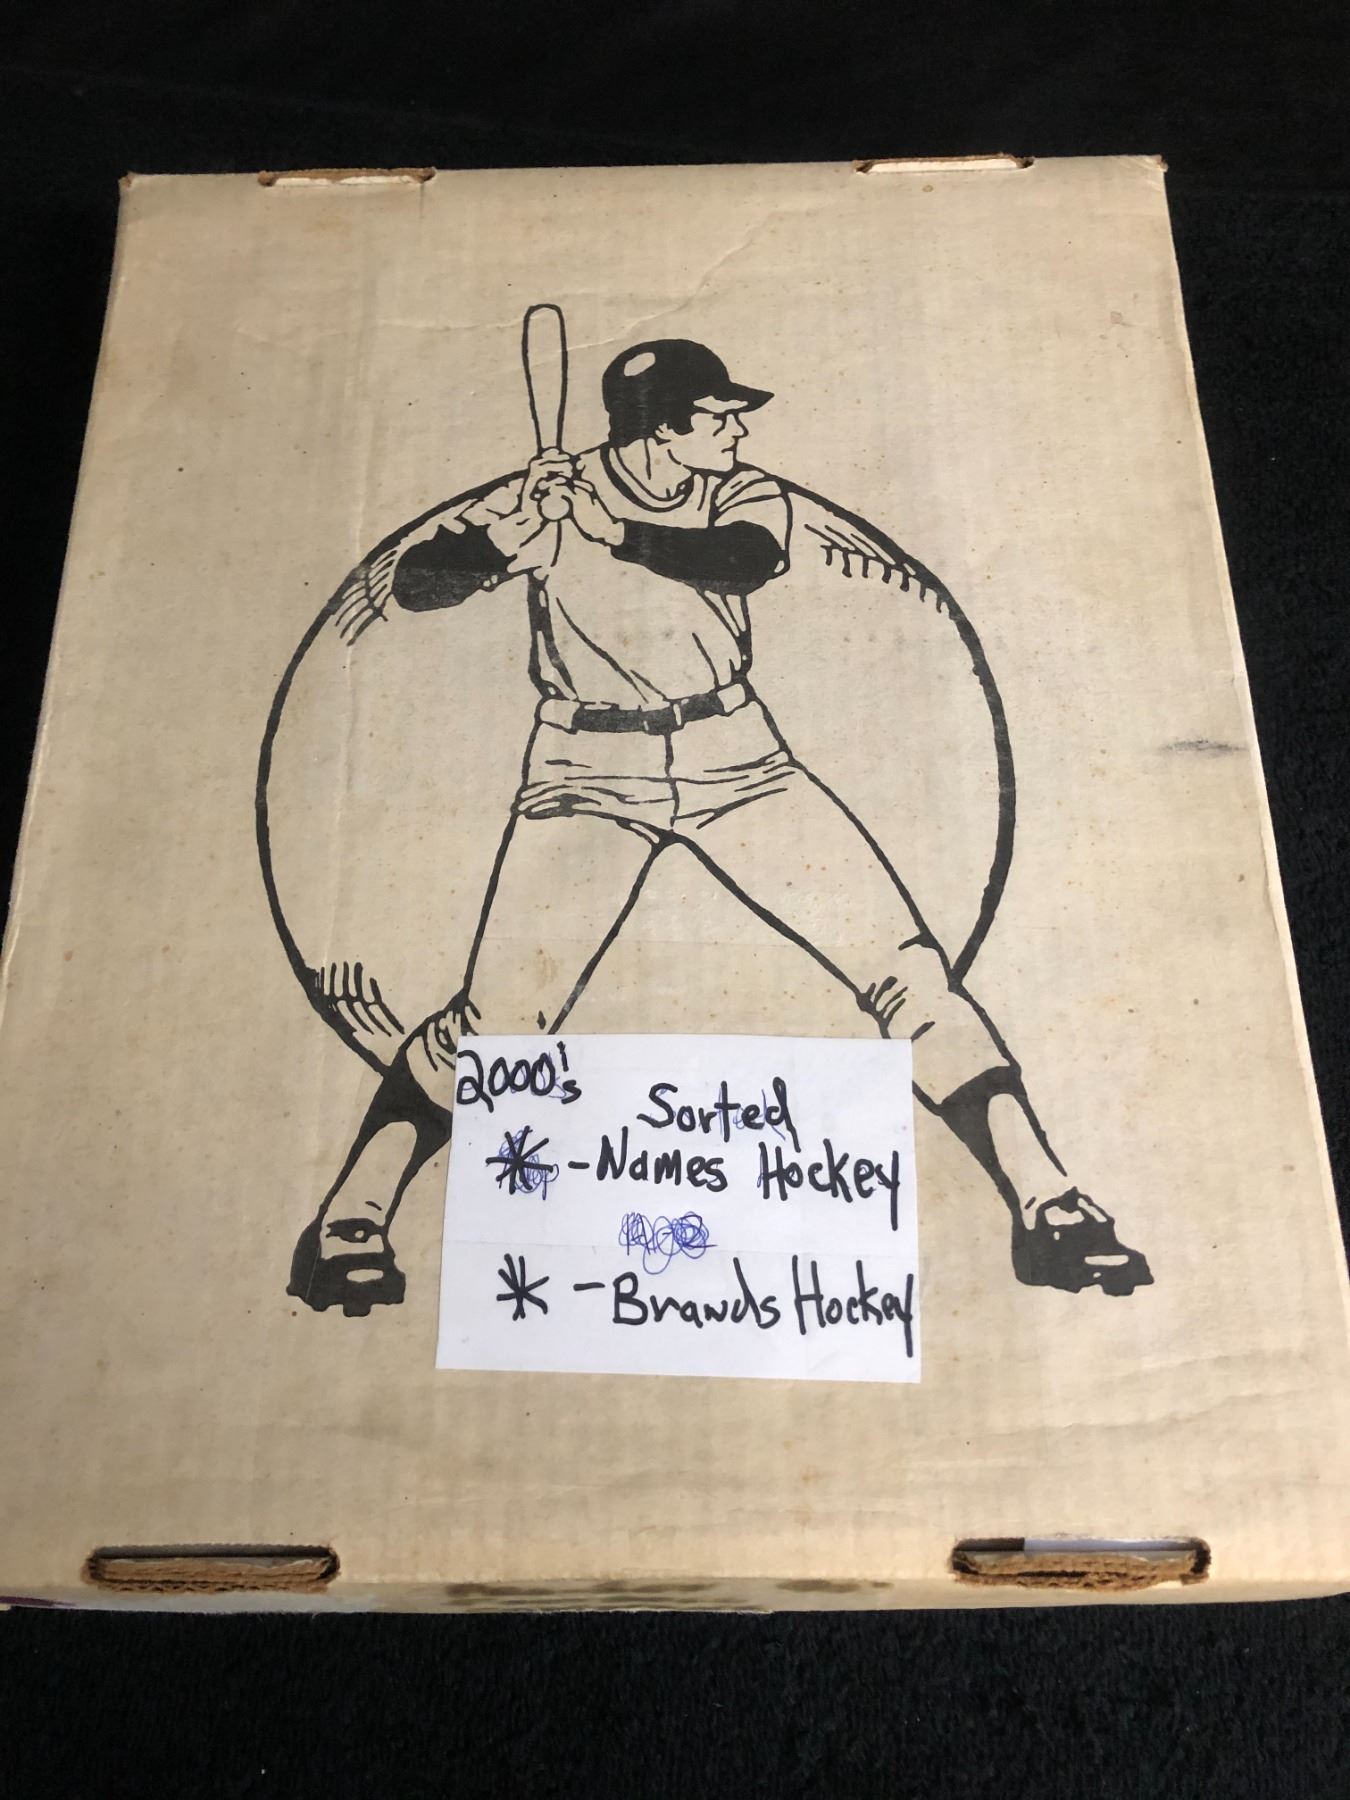 2000's
Sorted
* - Names Hockey
* - Brands Hockey